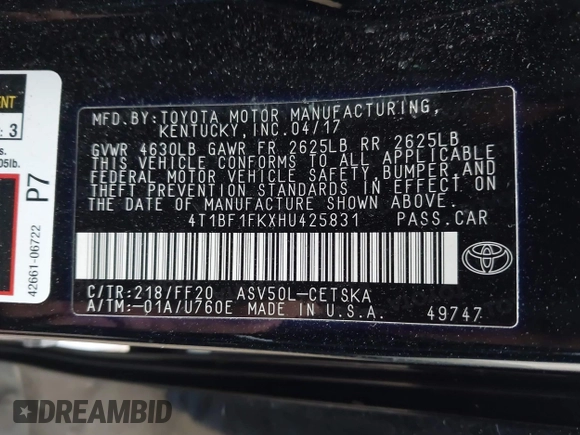 ENT
: 3
s.
05lb.
P7
42661-06722
MFD.BY:TOYOTA MOTOR MANUFACTURING,
KENTUCKY,INC.04/17
GVWR 4630LB GAWR FR 2625LB RR 2625LB
THIS VEHICLE CONFORMS TO ALL APPLICABLE
FEDERAL MOTOR VEHICLE SAFETY,BUMPER,AND
THEFT PREVENTION STANDARDS IN EFFECT ON
THE DATE OF MANUFACTURE SHOWN ABOVE.
4T1BF1FKXHU425831 PASS.CAR
TOYOTA
C/TR:218/FF20 ASV50L-CETSKA
A/TM:-01A/U760E MADE IN U.S.A. 49747
DREAMBID